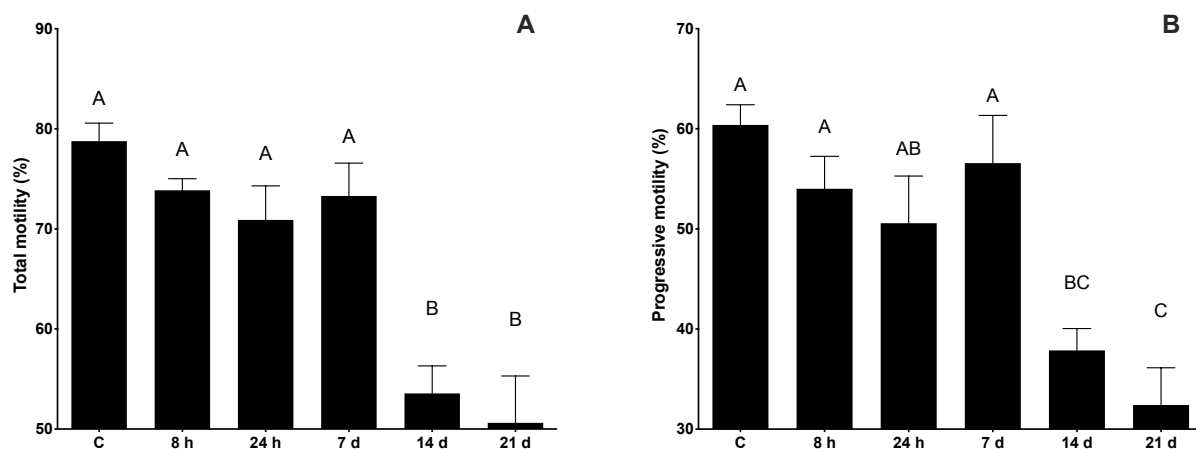 A
Total motility (%)
90
80
70
60
50
A
A
A
A
B
B
C
8 h
24 h
7 d
14 d
21 d
B
Progressive motility (%)
70
60
50
40
30
A
A
AB
A
BC
C
C
8 h
24 h
7 d
14 d
21 d